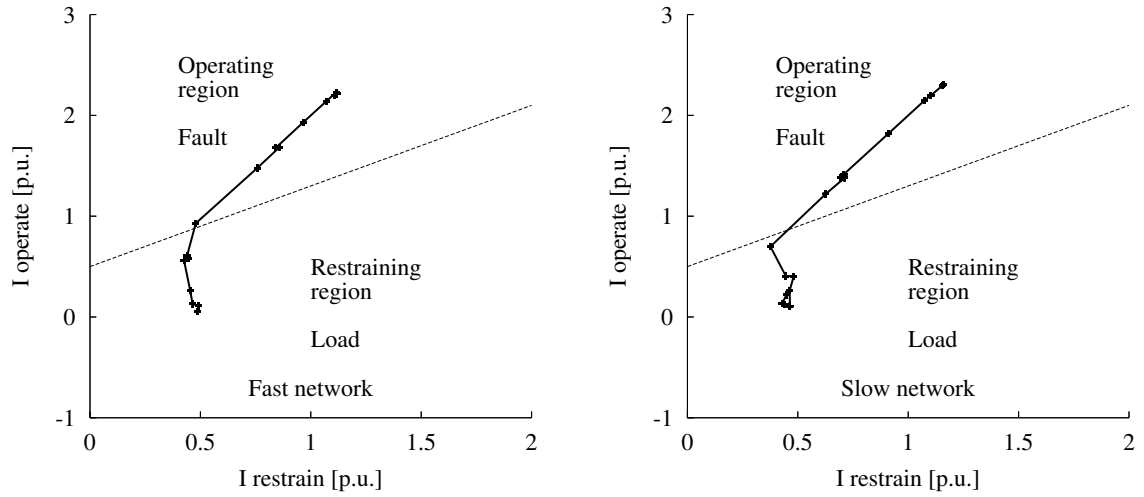 3
2
1
0
-1
I operate [p.u.]
Operating
region
Fault
Restraining
region
Load
Fast network
0
0.5
1
1.5
2
I restrain [p.u.]
3
2
1
0
-1
I operate [p.u.]
Operating
region
Fault
Restraining
region
Load
Slow network
0
0.5
1
1.5
2
I restrain [p.u.]